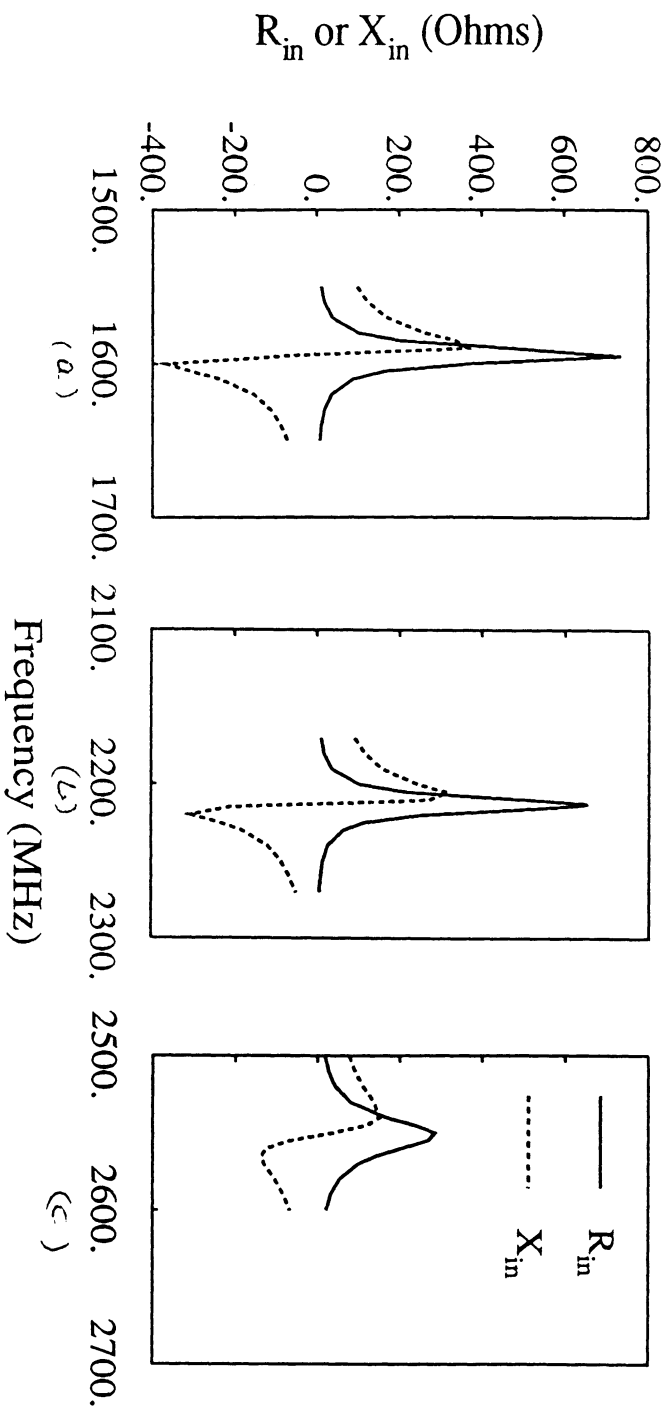 R_in or X_in (Ohms)
800.
600.
400.
200.
.0
-200.
-400.
1500. 1600. 1700. 2100. 2200. 2300. 2500. 2600. 2700.
(a.) (b) (c)
Frequency (MHz)
R_in
X_in